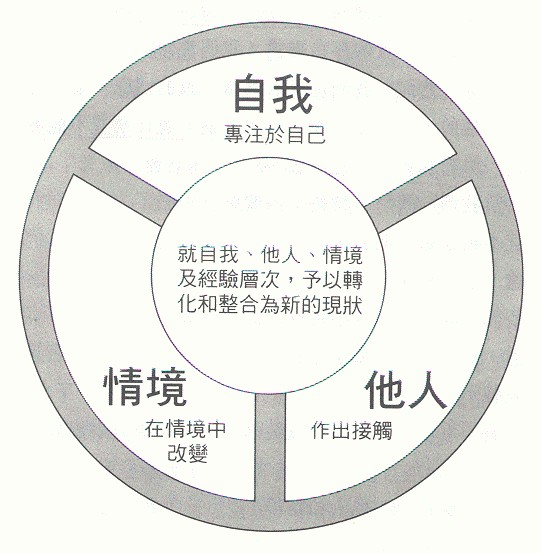 自我
專注於自己
就自我、他人、情境
及經驗層次，予以轉
化和整合為新的現狀
情境
在情境中
改變
他人
作出接觸